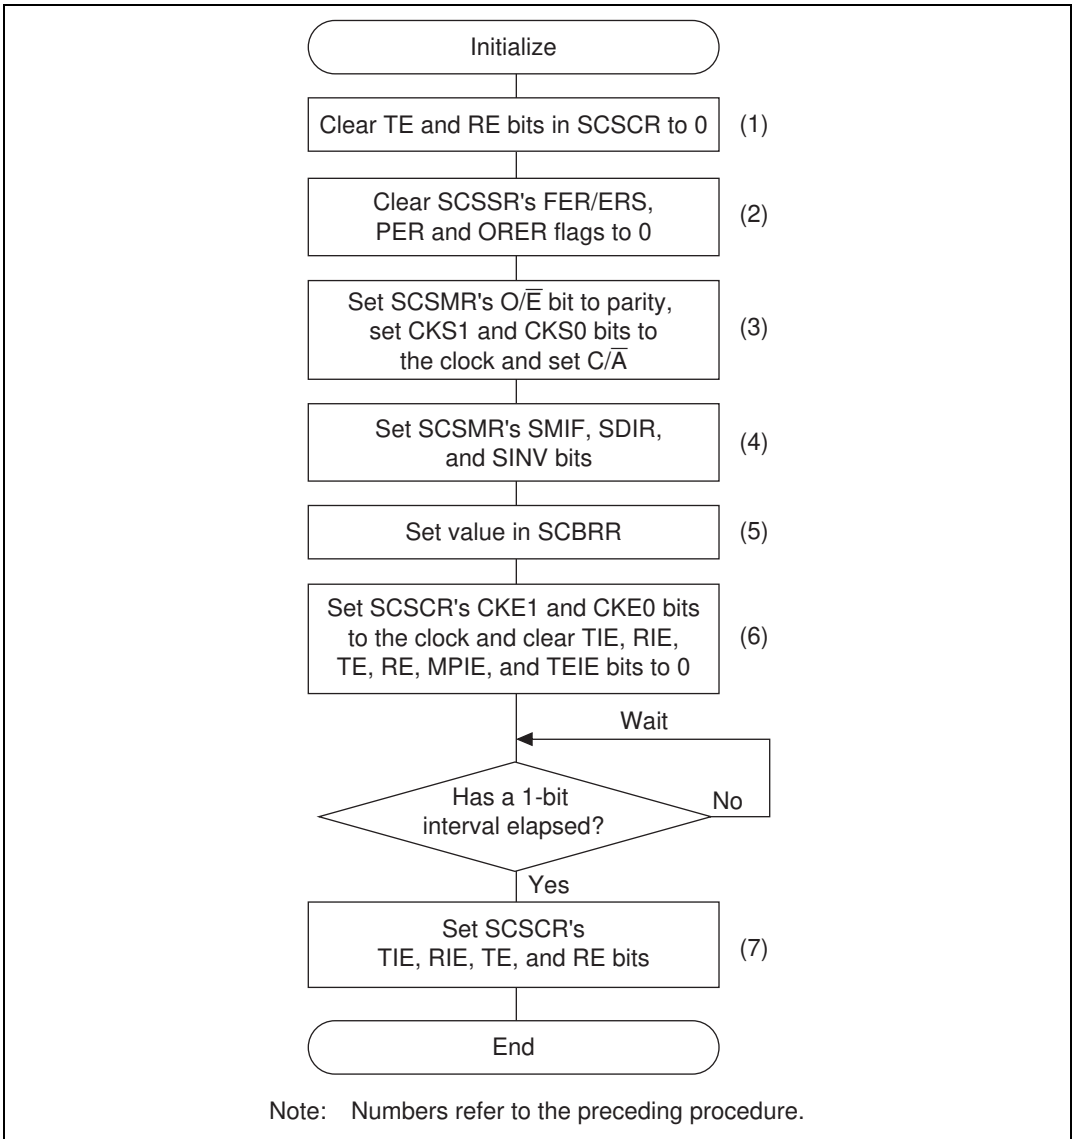 Initialize
Clear TE and RE bits in SCSCR to 0
(1)
Clear SCSSR's FER/ERS,
PER and ORER flags to 0
(2)
Set SCSMR's O/E̅ bit to parity,
set CKS1 and CKS0 bits to
the clock and set C/A̅
(3)
Set SCSMR's SMIF, SDIR,
and SINV bits
(4)
Set value in SCBRR
(5)
Set SCSCR's CKE1 and CKE0 bits
to the clock and clear TIE, RIE,
TE, RE, MPIE, and TEIE bits to 0
(6)
Wait
Has a 1-bit
interval elapsed?
No
Yes
Set SCSCR's
TIE, RIE, TE, and RE bits
(7)
End
Note: Numbers refer to the preceding procedure.